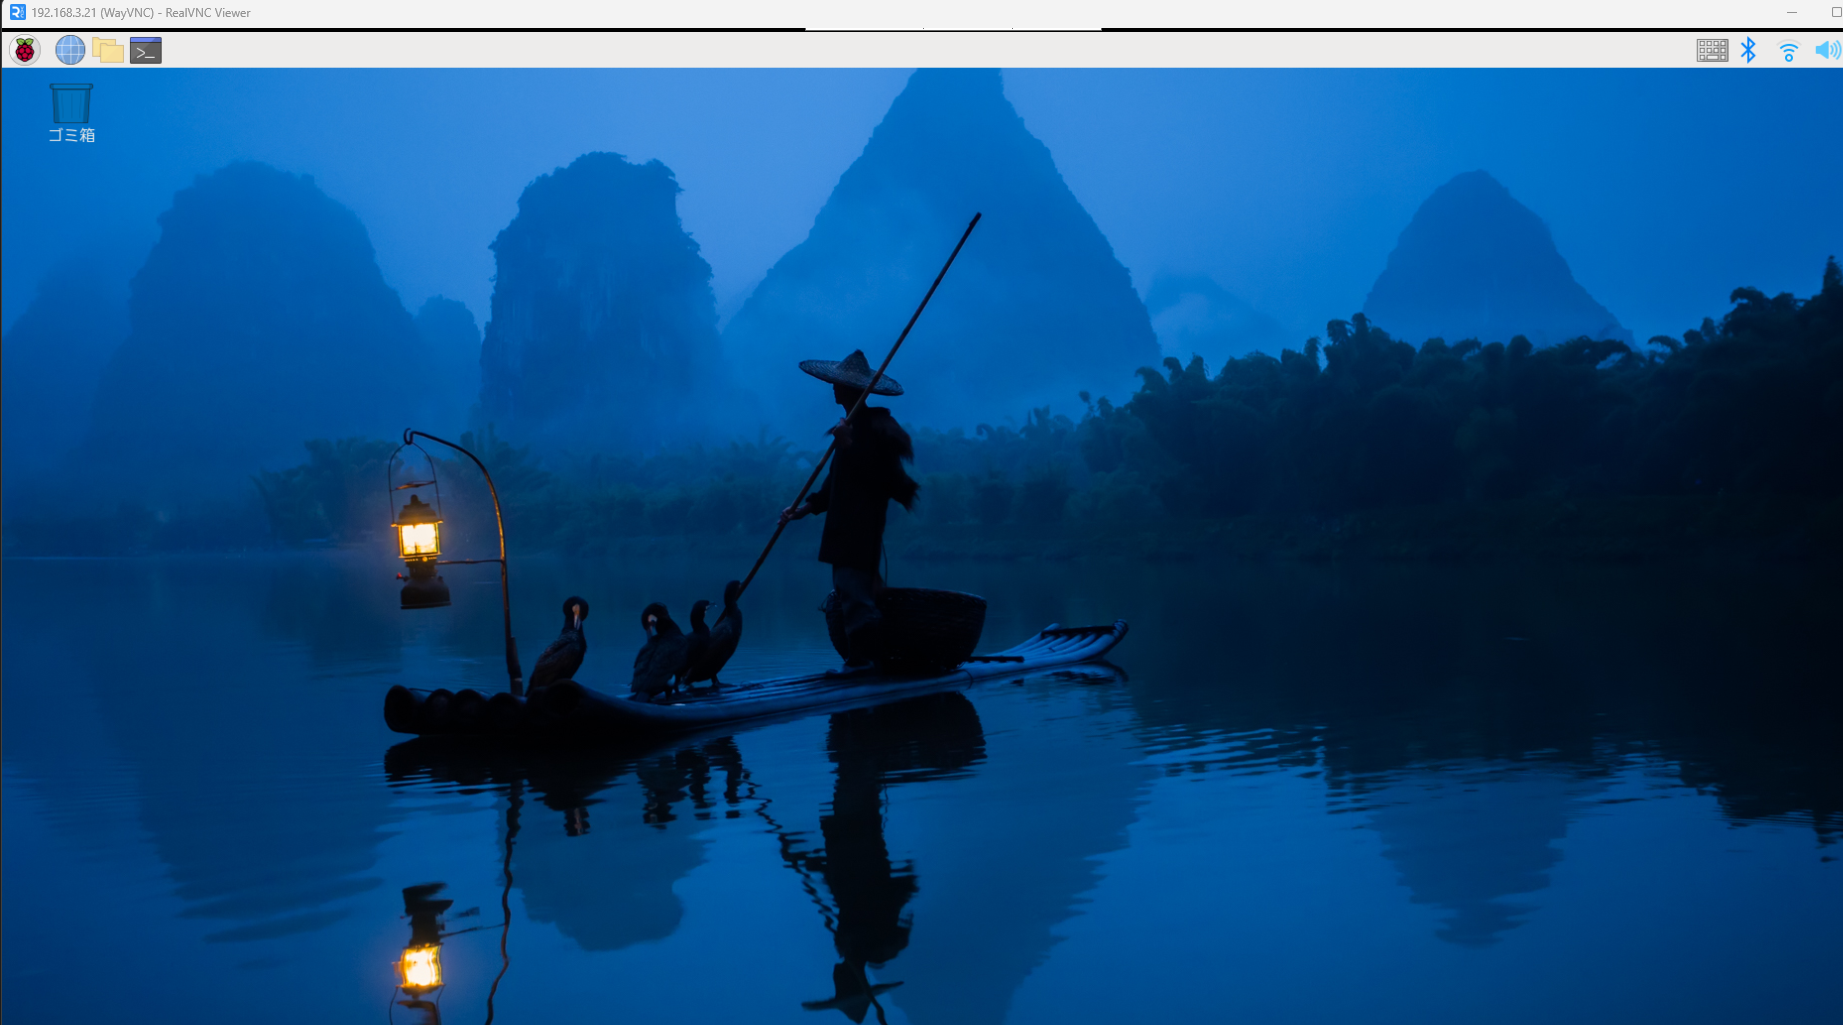 192.168.3.21 (WayVNC) - RealVNC Viewer
>_
ゴミ箱